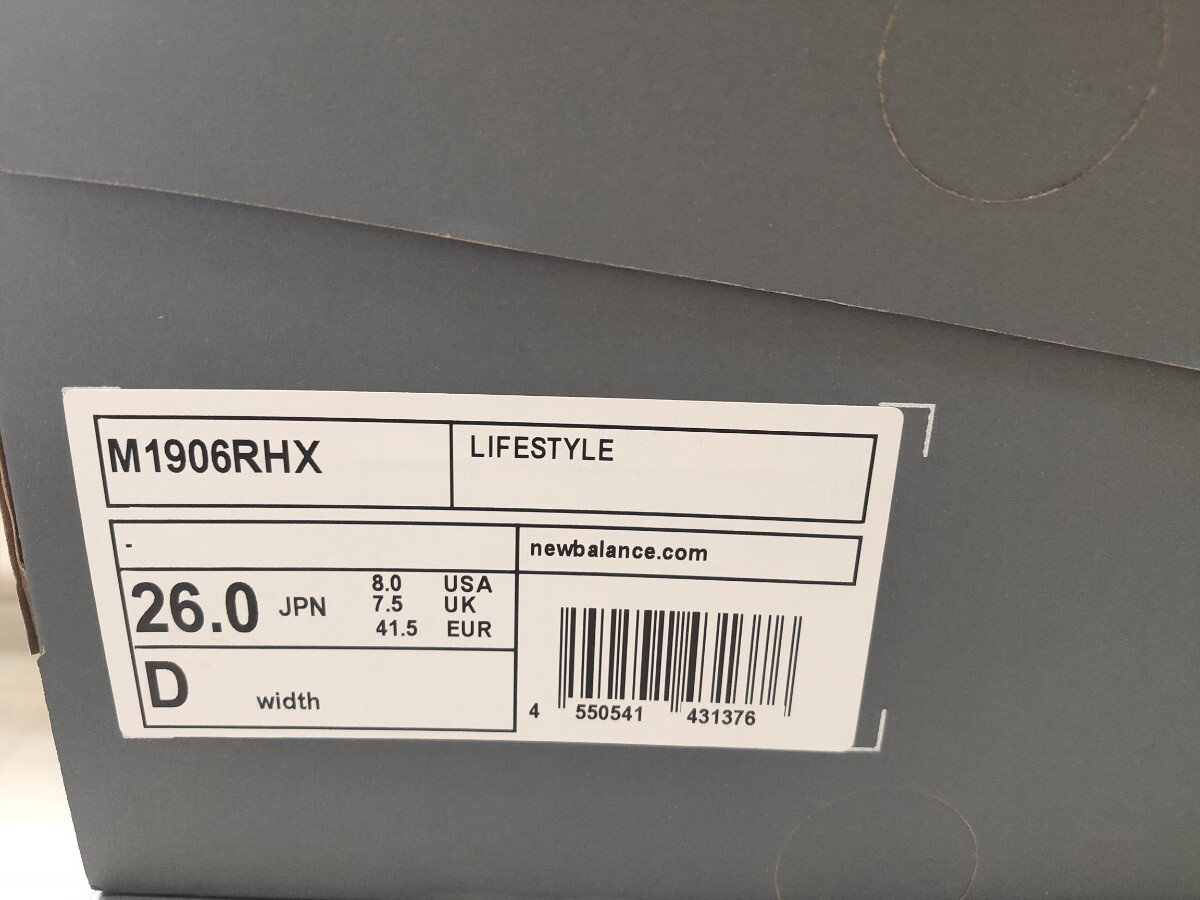 M1906RHX
LIFESTYLE
-
newbalance.com
26.0 JPN
8.0 USA
7.5 UK
41.5 EUR
D width
4 550541 431376